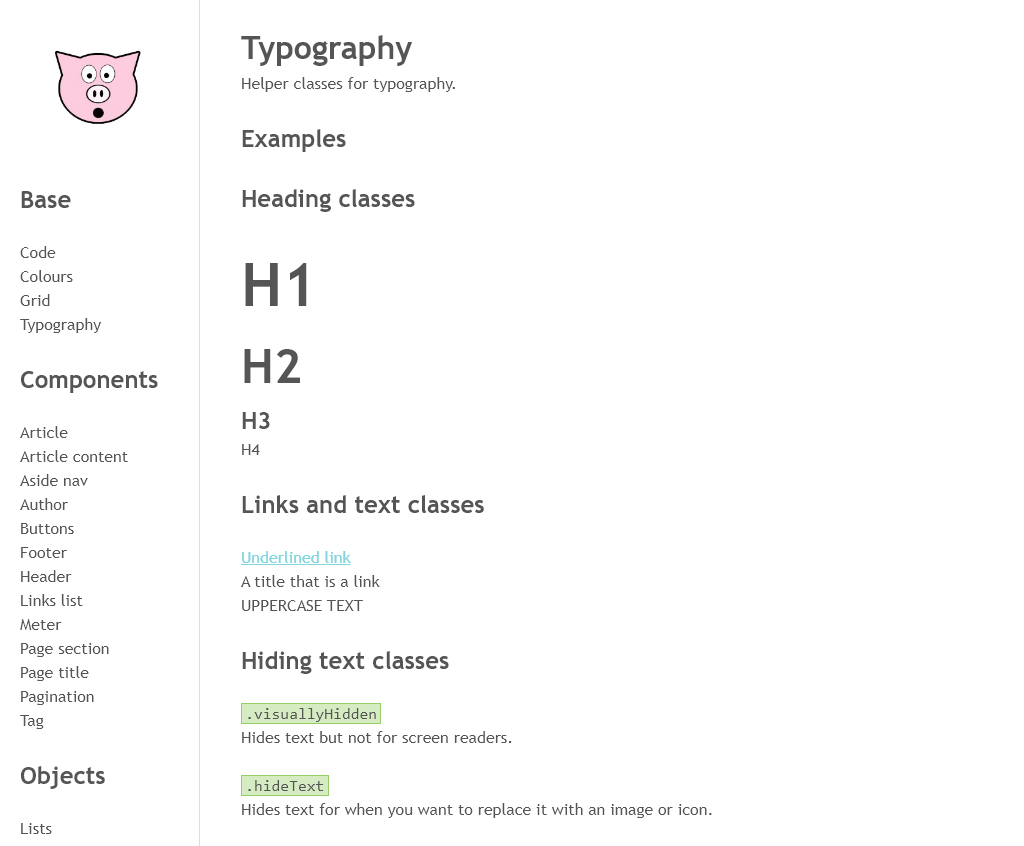 Base
Code
Colours
Grid
Typography
Components
Article
Article content
Aside nav
Author
Buttons
Footer
Header
Links list
Meter
Page section
Page title
Pagination
Tag
Objects
Lists
Typography
Helper classes for typography.
Examples
Heading classes
H1
H2
H3
H4
Links and text classes
Underlined link
A title that is a link
UPPERCASE TEXT
Hiding text classes
.visuallyHidden
Hides text but not for screen readers.
.hideText
Hides text for when you want to replace it with an image or icon.